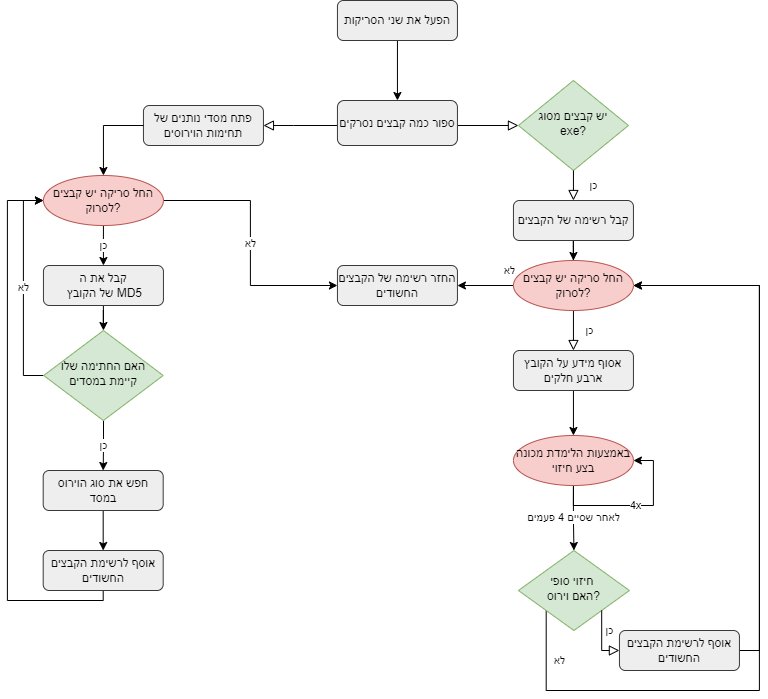 הפעל את שני הסריקות
ספור כמה קבצים נסרקים
יש קבצים מסוג
exe?
פתח מסדי נותנים של
תחימות הוירוסים
כן
קבל רשימה של הקבצים
החל סריקה יש קבצים
לסרוק?
לא
כן
אסוף מידע על הקובץ
ארבע חלקים
באמצעות הלימדת מכונה
בצע חיזוי
4x
לאחר שסיים 4 פעמים
חיזוי סופי
האם וירוס?
כן
אוסף לרשימת הקבצים
החשודים
לא
החל סריקה יש קבצים
לסרוק?
לא
החזר רשימה של הקבצים
החשודים
כן
קבל את ה
MD5 של הקובץ
לא
האם החתימה שלו
קיימת במסדים
כן
חפש את סוג הוירוס
במסד
אוסף לרשימת הקבצים
החשודים